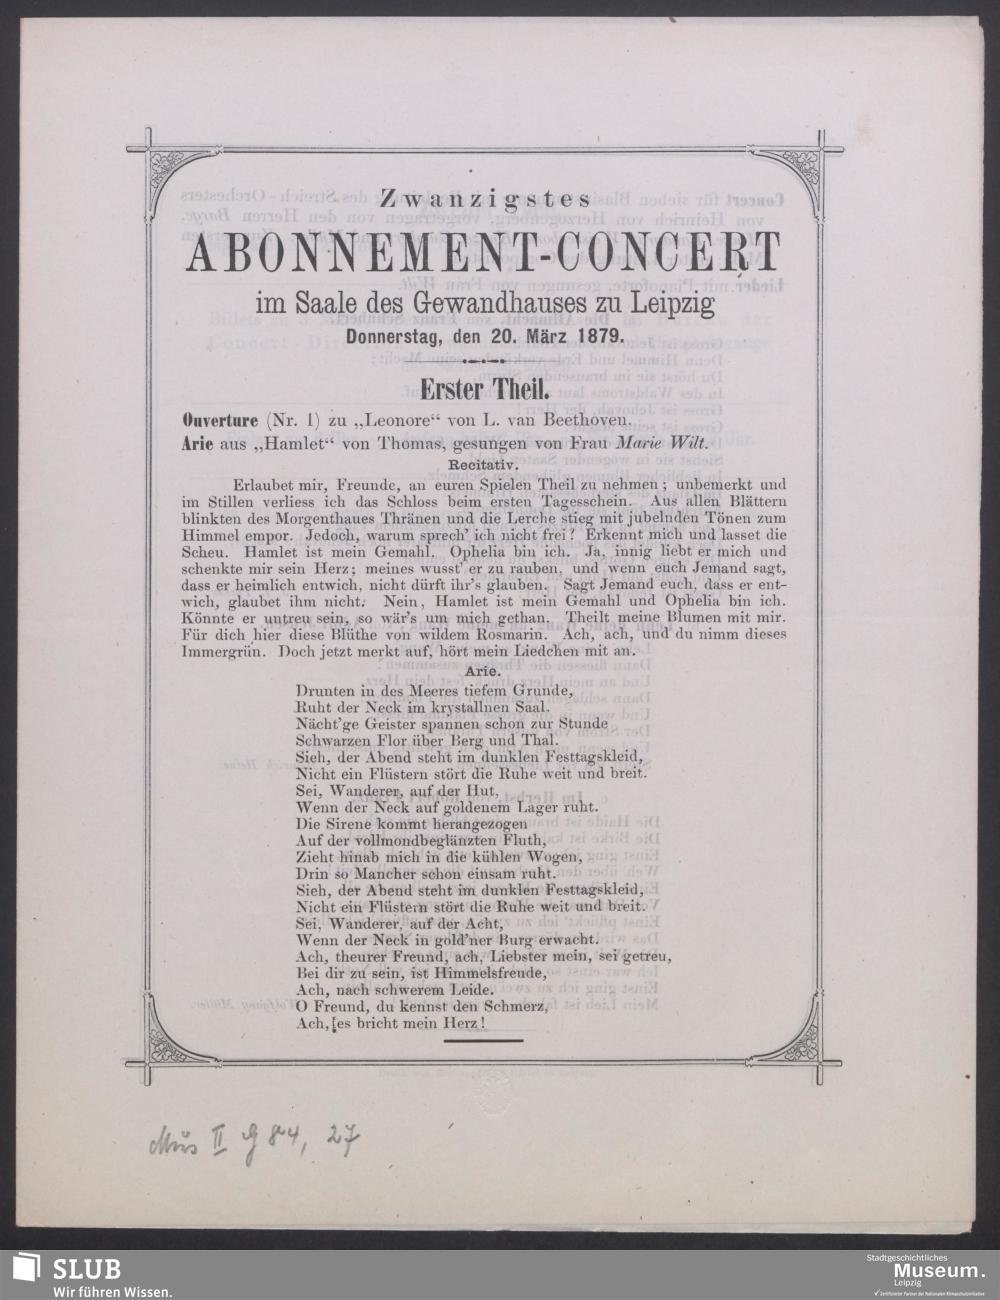 Zwanzigstes
ABONNEMENT-CONCERT
im Saale des Gewandhauses zu Leipzig
Donnerstag, den 20. März 1879.
Erster Theil.
Ouverture (Nr. 1) zu „Leonore“ von L. van Beethoven.
Arie aus „Hamlet“ von Thomas, gesungen von Frau Marie Wilt.
Recitativ.
Erlaubet mir, Freunde, an euren Spielen Theil zu nehmen; unbemerkt und
im Stillen verliess ich das Schloss beim ersten Tagesschein. Aus allen Blättern
blinkten des Morgenthaues Thränen und die Lerche stieg mit jubelnden Tönen zum
Himmel empor. Jedoch, warum sprech' ich nicht frei? Erkennt mich und lasset die
Scheu. Hamlet ist mein Gemahl. Ophelia bin ich. Ja, innig liebt er mich und
schenkte mir sein Herz; meines wusst' er zu rauben, und wenn euch Jemand sagt,
dass er heimlich entwich, nicht dürft ihr's glauben. Sagt Jemand euch, dass er ent-
wich, glaubet ihm nicht. Nein, Hamlet ist mein Gemahl und Ophelia bin ich.
Könnte er untreu sein, so wär's um mich gethan. Theilt meine Blumen mit mir.
Für dich hier diese Blüthe von wildem Rosmarin. Ach, ach, und du nimm dieses
Immergrün. Doch jetzt merkt auf, hört mein Liedchen mit an.
Arie.
Drunten in des Meeres tiefem Grunde,
Ruht der Neck im krystallnen Saal.
Nächt'ge Geister spannen schon zur Stunde
Schwarzen Flor über Berg und Thal.
Sieh, der Abend steht im dunklen Festtagskleid,
Nicht ein Flüstern stört die Ruhe weit und breit.
Sei, Wanderer, auf der Hut,
Wenn der Neck auf goldenem Lager ruht.
Die Sirene kommt herangezogen
Auf der vollmondbeglänzten Fluth,
Zieht hinab mich in die kühlen Wogen,
Drin so Mancher schon einsam ruht.
Sieh, der Abend steht im dunklen Festtagskleid,
Nicht ein Flüstern stört die Ruhe weit und breit.
Sei, Wanderer, auf der Acht,
Wenn der Neck in gold'ner Burg erwacht.
Ach, theurer Freund, ach, Liebster mein, sei getreu,
Bei dir zu sein, ist Himmelsfreude,
Ach, nach schwerem Leide.
O Freund, du kennst den Schmerz,
Ach, es bricht mein Herz!
Mus II g 84, 27
SLUB
Wir führen Wissen.
Stadtgeschichtliches
Museum.
Leipzig
Zertifizierter Partner der Nationalen Klimaschutzinitiative